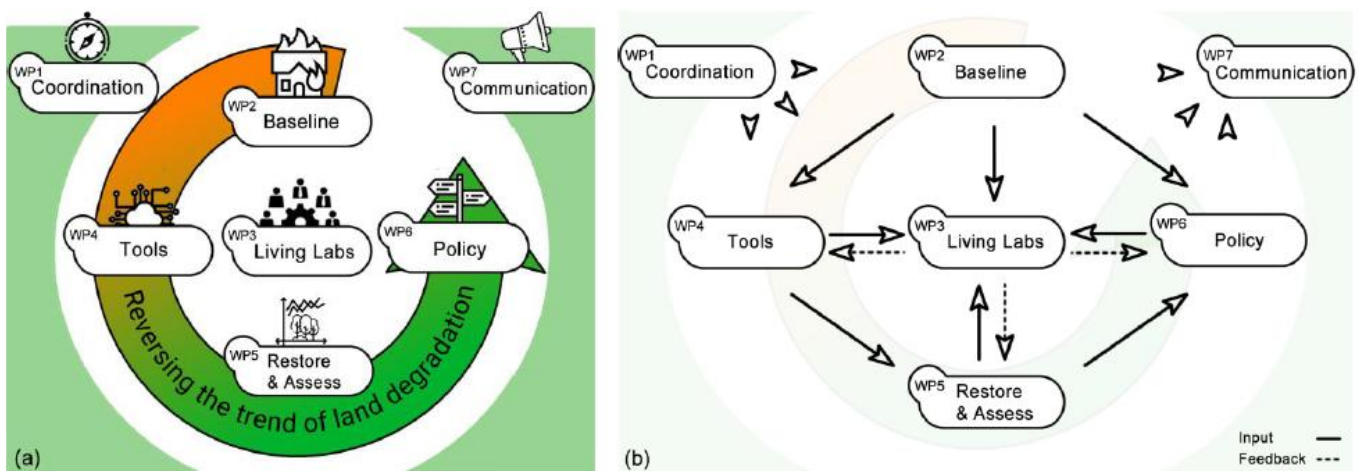 WP1
Coordination
WP7
Communication
WP2
Baseline
WP4
Tools
WP3
Living Labs
WP6
Policy
WP5
Restore
& Assess
Reversing the trend of land degradation
(a)
WP1
Coordination
WP2
Baseline
WP7
Communication
WP4
Tools
WP3
Living Labs
WP6
Policy
WP5
Restore
& Assess
Input
Feedback
(b)